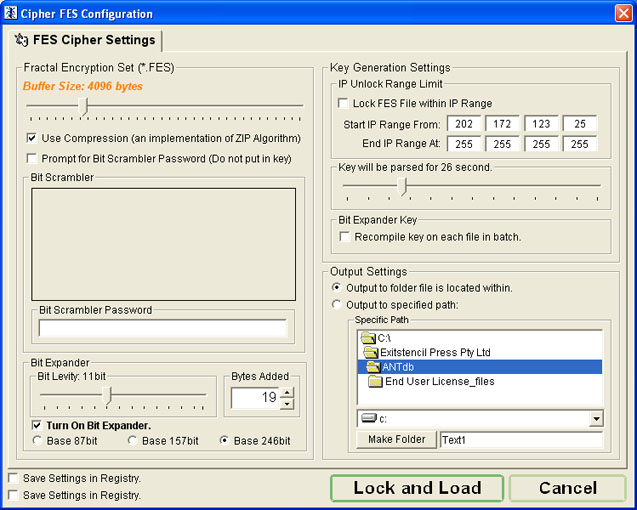 Cipher FES Configuration
FES Cipher Settings
Fractal Encryption Set (*.FES)
Buffer Size: 4096 bytes
Use Compression (an implementation of ZIP Algorithm)
Prompt for Bit Scrambler Password (Do not put in key)
Bit Scrambler
Bit Scrambler Password
Bit Expander
Bit Levity: 11bit
Bytes Added
19
Turn On Bit Expander.
Base 87bit Base 157bit Base 246bit
Key Generation Settings
IP Unlock Range Limit
Lock FES File within IP Range
Start IP Range From: 202 172 123 25
End IP Range At: 255 255 255 255
Key will be parsed for 26 second.
Bit Expander Key
Recompile key on each file in batch.
Output Settings
Output to folder file is located within.
Output to specified path:
Specific Path
C:\
Exitstencil Press Pty Ltd
ANTdb
End User License_files
c:
Make Folder Text1
Save Settings in Registry.
Save Settings in Registry.
Lock and Load Cancel